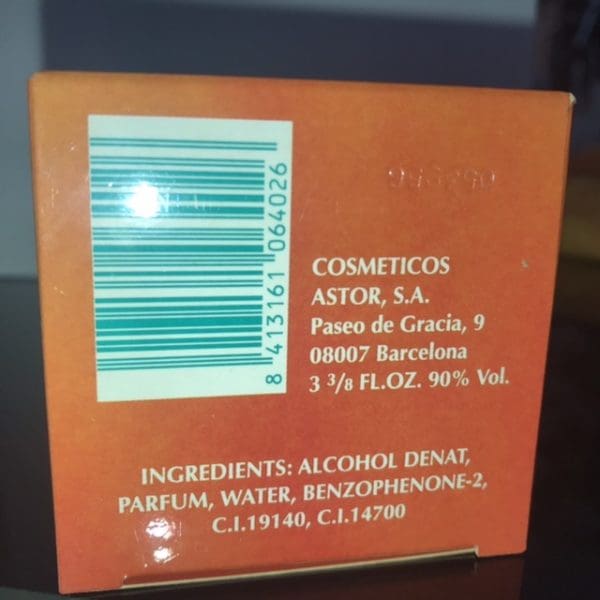 8 413161 064026
COSMETICOS
ASTOR, S.A.
Paseo de Gracia, 9
08007 Barcelona
3 3/8 FL.OZ. 90% Vol.
INGREDIENTS: ALCOHOL DENAT,
PARFUM, WATER, BENZOPHENONE-2,
C.I.19140, C.I.14700